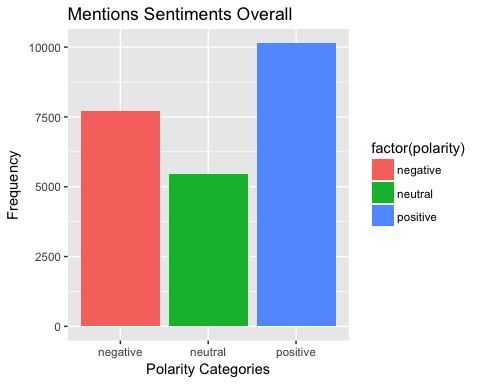 Mentions Sentiments Overall
10000
7500
5000
2500
0
Frequency
negative neutral positive
Polarity Categories
factor(polarity)
negative
neutral
positive